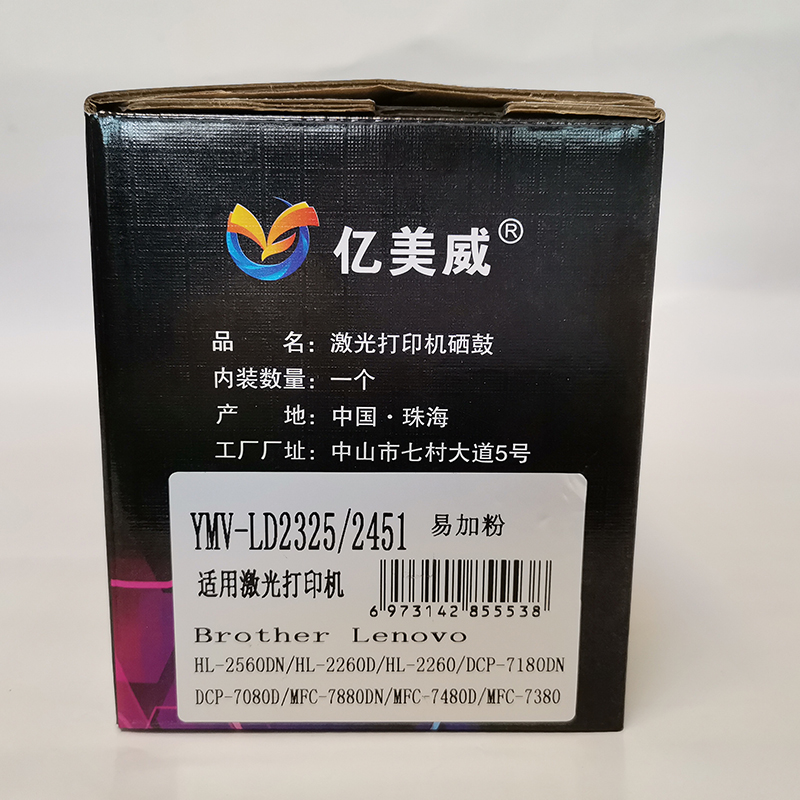 亿美威®
品 名：激光打印机硒鼓
内装数量：一个
产 地：中国·珠海
工厂厂址：中山市七村大道5号
YMV-LD2325/2451 易加粉
适用激光打印机
6 973142 855538
Brother Lenovo
HL-2560DN/HL-2260D/HL-2260/DCP-7180DN
DCP-7080D/MFC-7880DN/MFC-7480D/MFC-7380